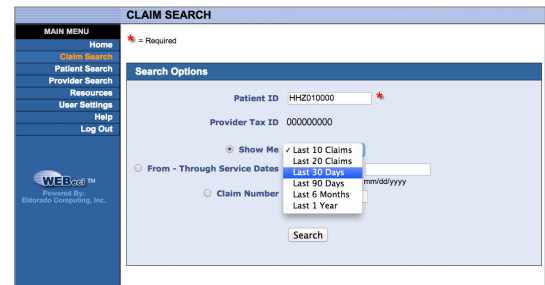 CLAIM SEARCH
MAIN MENU
Home
Claim Search
Patient Search
Provider Search
Resources
User Settings
Help
Log Out
WEBaxi TM
Powered By:
Eldorado Computing, Inc.
* = Required
Search Options
Patient ID HHZ010000 *
Provider Tax ID 000000000
Show Me
✓ Last 10 Claims
Last 20 Claims
Last 30 Days
Last 90 Days
Last 6 Months
Last 1 Year
From - Through Service Dates
mm/dd/yyyy
Claim Number
Search